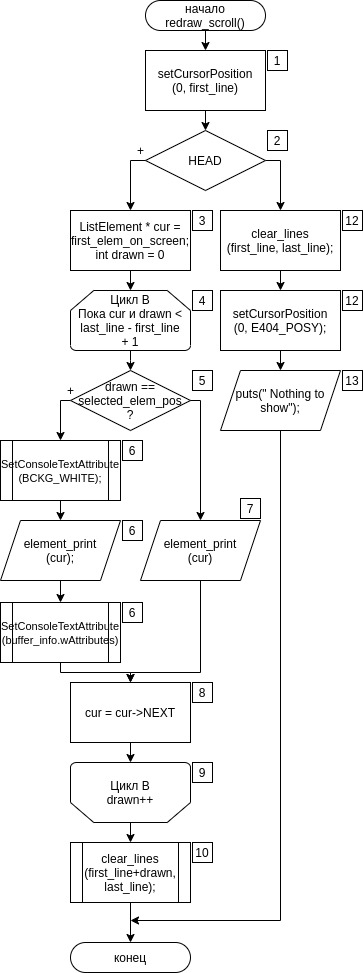 начало
redraw_scroll()
1
setCursorPosition
(0, first_line)
2
+
HEAD
3
ListElement * cur =
first_elem_on_screen;
int drawn = 0
12
clear_lines
(first_line, last_line);
4
Цикл B
Пока cur и drawn <
last_line - first_line
+ 1
12
setCursorPosition
(0, E404_POSY);
5
+
drawn ==
selected_elem_pos
?
13
puts(" Nothing to
show");
6
SetConsoleTextAttribute
(BCKG_WHITE);
6
element_print
(cur);
7
element_print
(cur)
6
SetConsoleTextAttribute
(buffer_info.wAttributes)
8
cur = cur->NEXT
9
Цикл B
drawn++
10
clear_lines
(first_line+drawn,
last_line);
конец